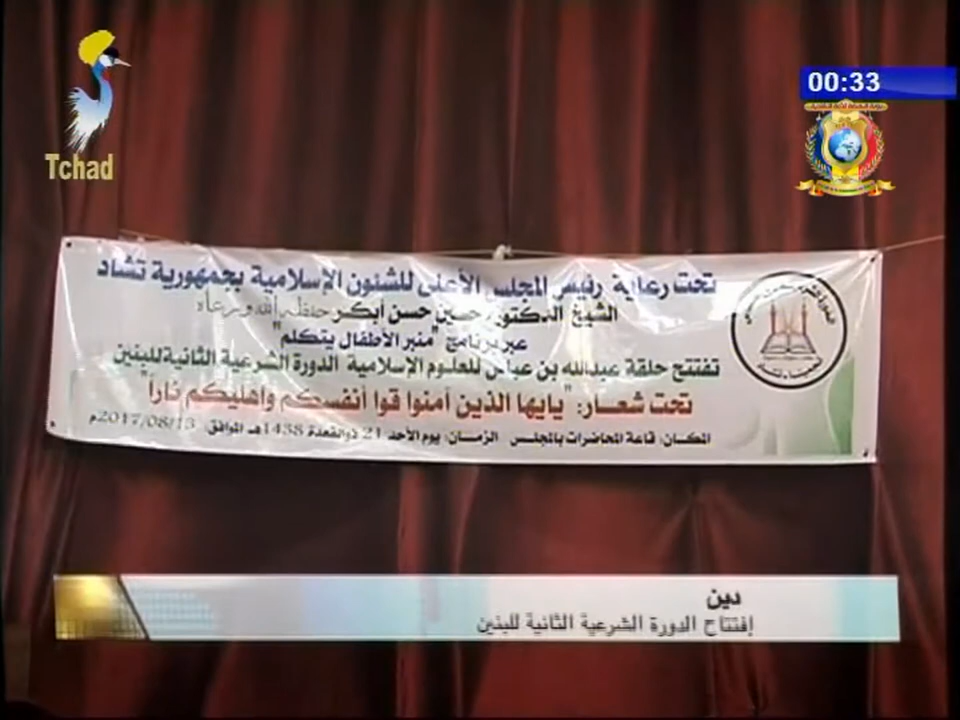 Tchad
00:33
تحت رعاية رئيس المجلس الأعلى للشئون الإسلامية بجمهورية تشاد
الشيخ الدكتور حسين حسن أبكر حفظه الله ورعاه
عبر برنامج "منبر الأطفال يتكلم"
تفتتح حلقة عبدالله بن عباس للعلوم الإسلامية الدورة الشرعية الثانية للبنين
تحت شعار: "يايها الذين آمنوا قوا أنفسكم واهليكم نارا"
المكان: قاعة المحاضرات بالمجلس الزمان: يوم الأحد 21 ذوالقعدة 1438هـ الموافق 2017/08/13م
دين
إفتتاح الدورة الشرعية الثانية للبنين